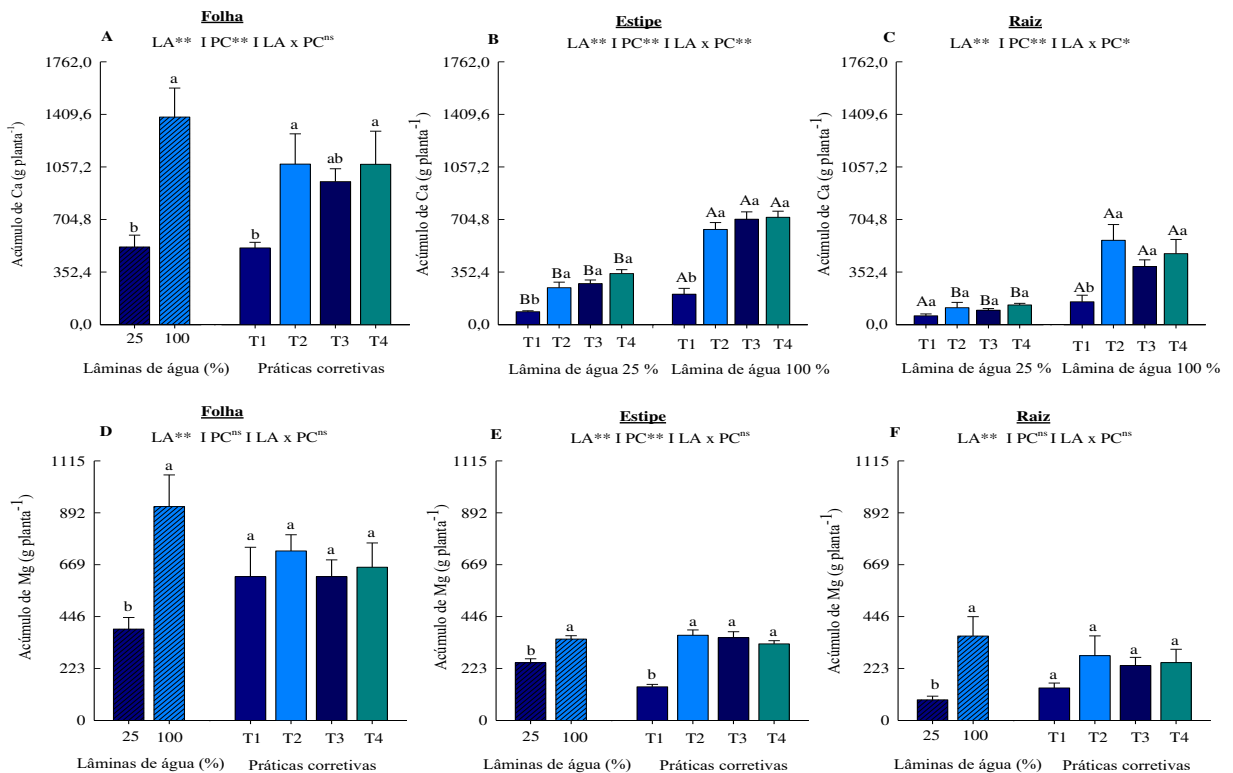 Folha
A
LA** I PC** I LA x PCns
a
b
b
a
ab
a
1762,0
1409,6
1057,2
704,8
352,4
0,0
Acúmulo de Ca (g planta-1)
25 100 T1 T2 T3 T4
Lâminas de água (%) Práticas corretivas
Estipe
B
LA** I PC** I LA x PC**
Bb Ba Ba Ba
Ab Aa Aa Aa
1762,0
1409,6
1057,2
704,8
352,4
0,0
Acúmulo de Ca (g planta-1)
T1 T2 T3 T4 T1 T2 T3 T4
Lâmina de água 25 % Lâmina de água 100 %
Raiz
C
LA** I PC** I LA x PC*
Aa Ba Ba Ba
Ab Aa Aa Aa
1762,0
1409,6
1057,2
704,8
352,4
0,0
Acúmulo de Ca (g planta-1)
T1 T2 T3 T4 T1 T2 T3 T4
Lâmina de água 25 % Lâmina de água 100 %
Folha
D
LA** I PCns I LA x PCns
b a a a a a
1115
892
669
446
223
0
Acúmulo de Mg (g planta-1)
25 100 T1 T2 T3 T4
Lâminas de água (%) Práticas corretivas
Estipe
E
LA** I PC** I LA x PCns
b a b a a a
1115
892
669
446
223
0
Acúmulo de Mg (g planta-1)
25 100 T1 T2 T3 T4
Lâminas de água (%) Práticas corretivas
Raiz
F
LA** I PCns I LA x PCns
b a a a a a
1115
892
669
446
223
0
Acúmulo de Mg (g planta-1)
25 100 T1 T2 T3 T4
Lâminas de água (%) Práticas corretivas